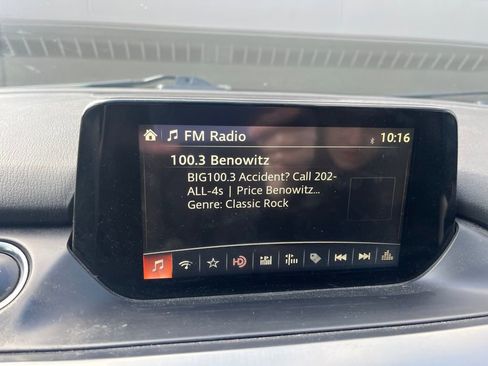 FM Radio
10:16
100.3 Benowitz
BIG100.3 Accident? Call 202-
ALL-4s | Price Benowitz...
Genre: Classic Rock